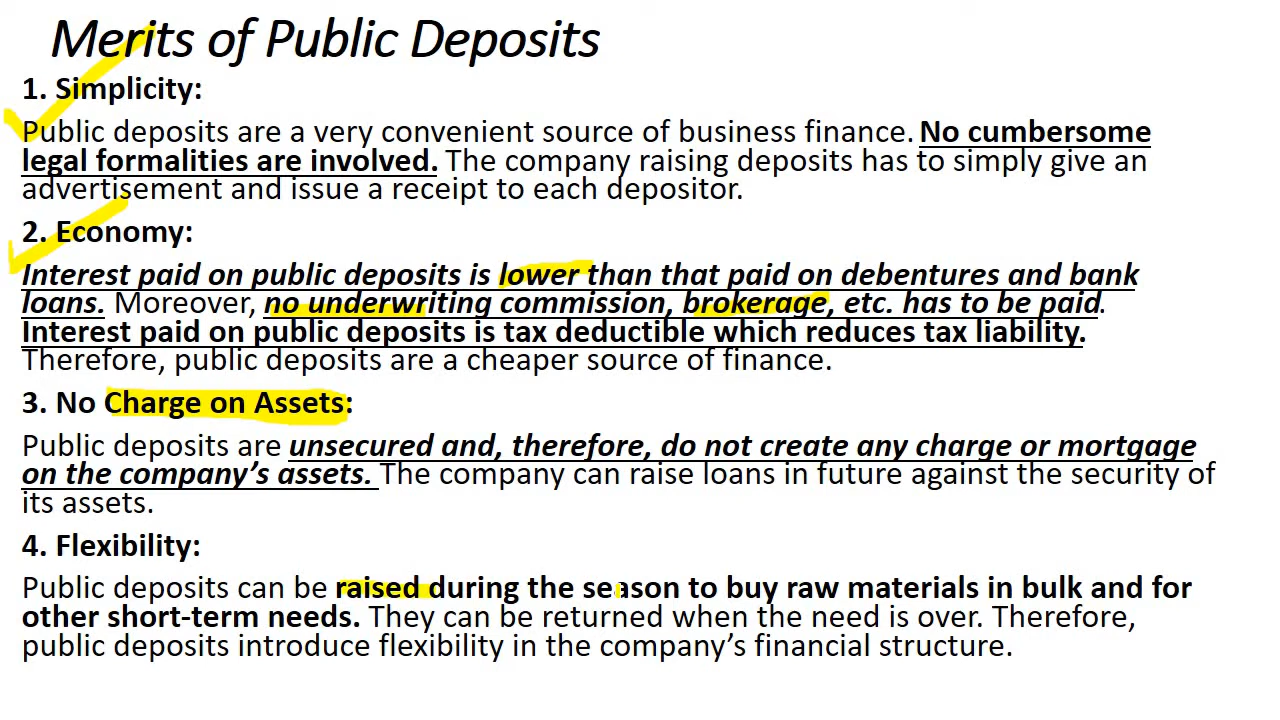 Merits of Public Deposits
1. Simplicity:
Public deposits are a very convenient source of business finance. No cumbersome
legal formalities are involved. The company raising deposits has to simply give an
advertisement and issue a receipt to each depositor.
2. Economy:
Interest paid on public deposits is lower than that paid on debentures and bank
loans. Moreover, no underwriting commission, brokerage, etc. has to be paid.
Interest paid on public deposits is tax deductible which reduces tax liability.
Therefore, public deposits are a cheaper source of finance.
3. No Charge on Assets:
Public deposits are unsecured and, therefore, do not create any charge or mortgage
on the company’s assets. The company can raise loans in future against the security of
its assets.
4. Flexibility:
Public deposits can be raised during the season to buy raw materials in bulk and for
other short-term needs. They can be returned when the need is over. Therefore,
public deposits introduce flexibility in the company’s financial structure.